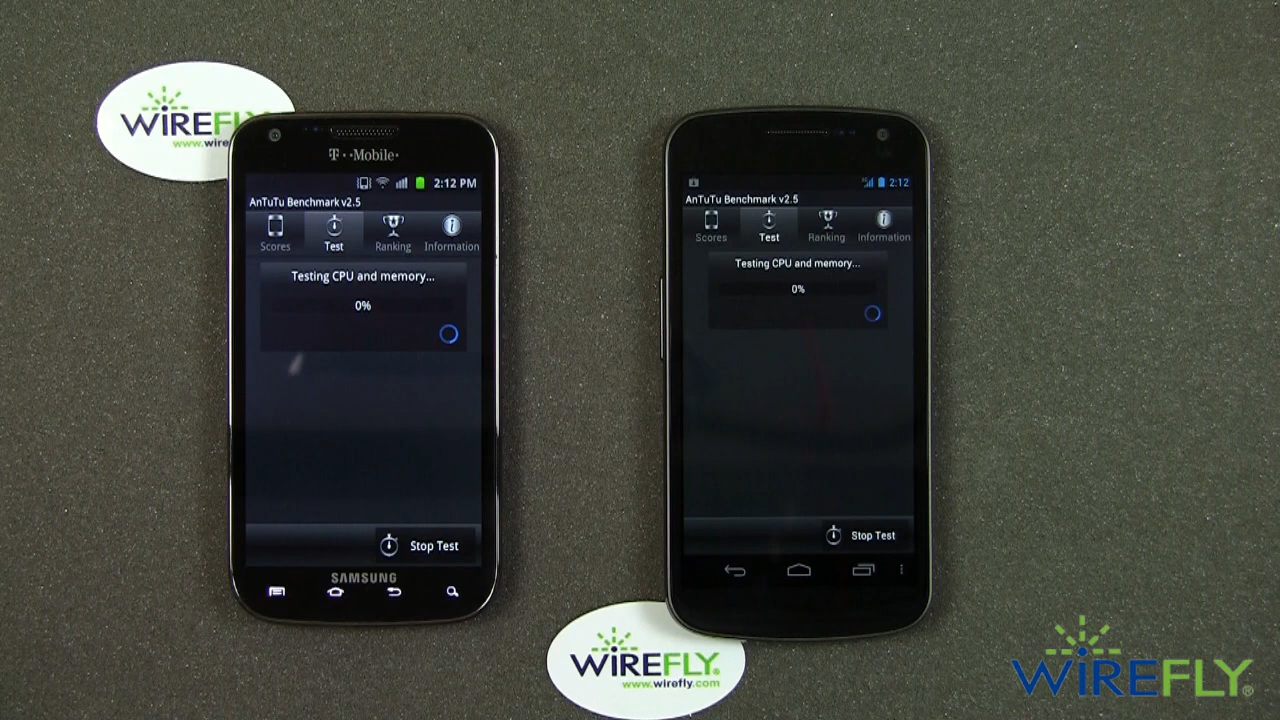 WIREFLY
www.wire
T··Mobile·
2:12 PM
AnTuTu Benchmark v2.5
Scores
Test
Ranking
Information
Testing CPU and memory...
0%
Stop Test
SAMSUNG
2:12
AnTuTu Benchmark v2.5
Scores
Test
Ranking
Information
Testing CPU and memory...
0%
Stop Test
WIREFLY®
www.wirefly.com
WIREFLY®